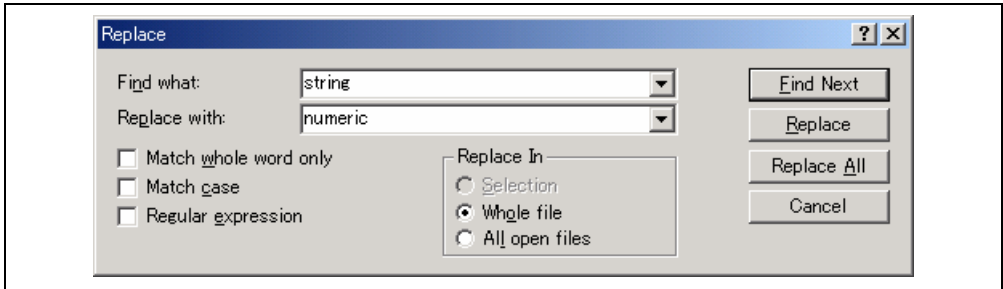 Replace
Find what:
string
Find Next
Replace with:
numeric
Replace
Match whole word only
Replace In
Replace All
Match case
Selection
Regular expression
Whole file
Cancel
All open files